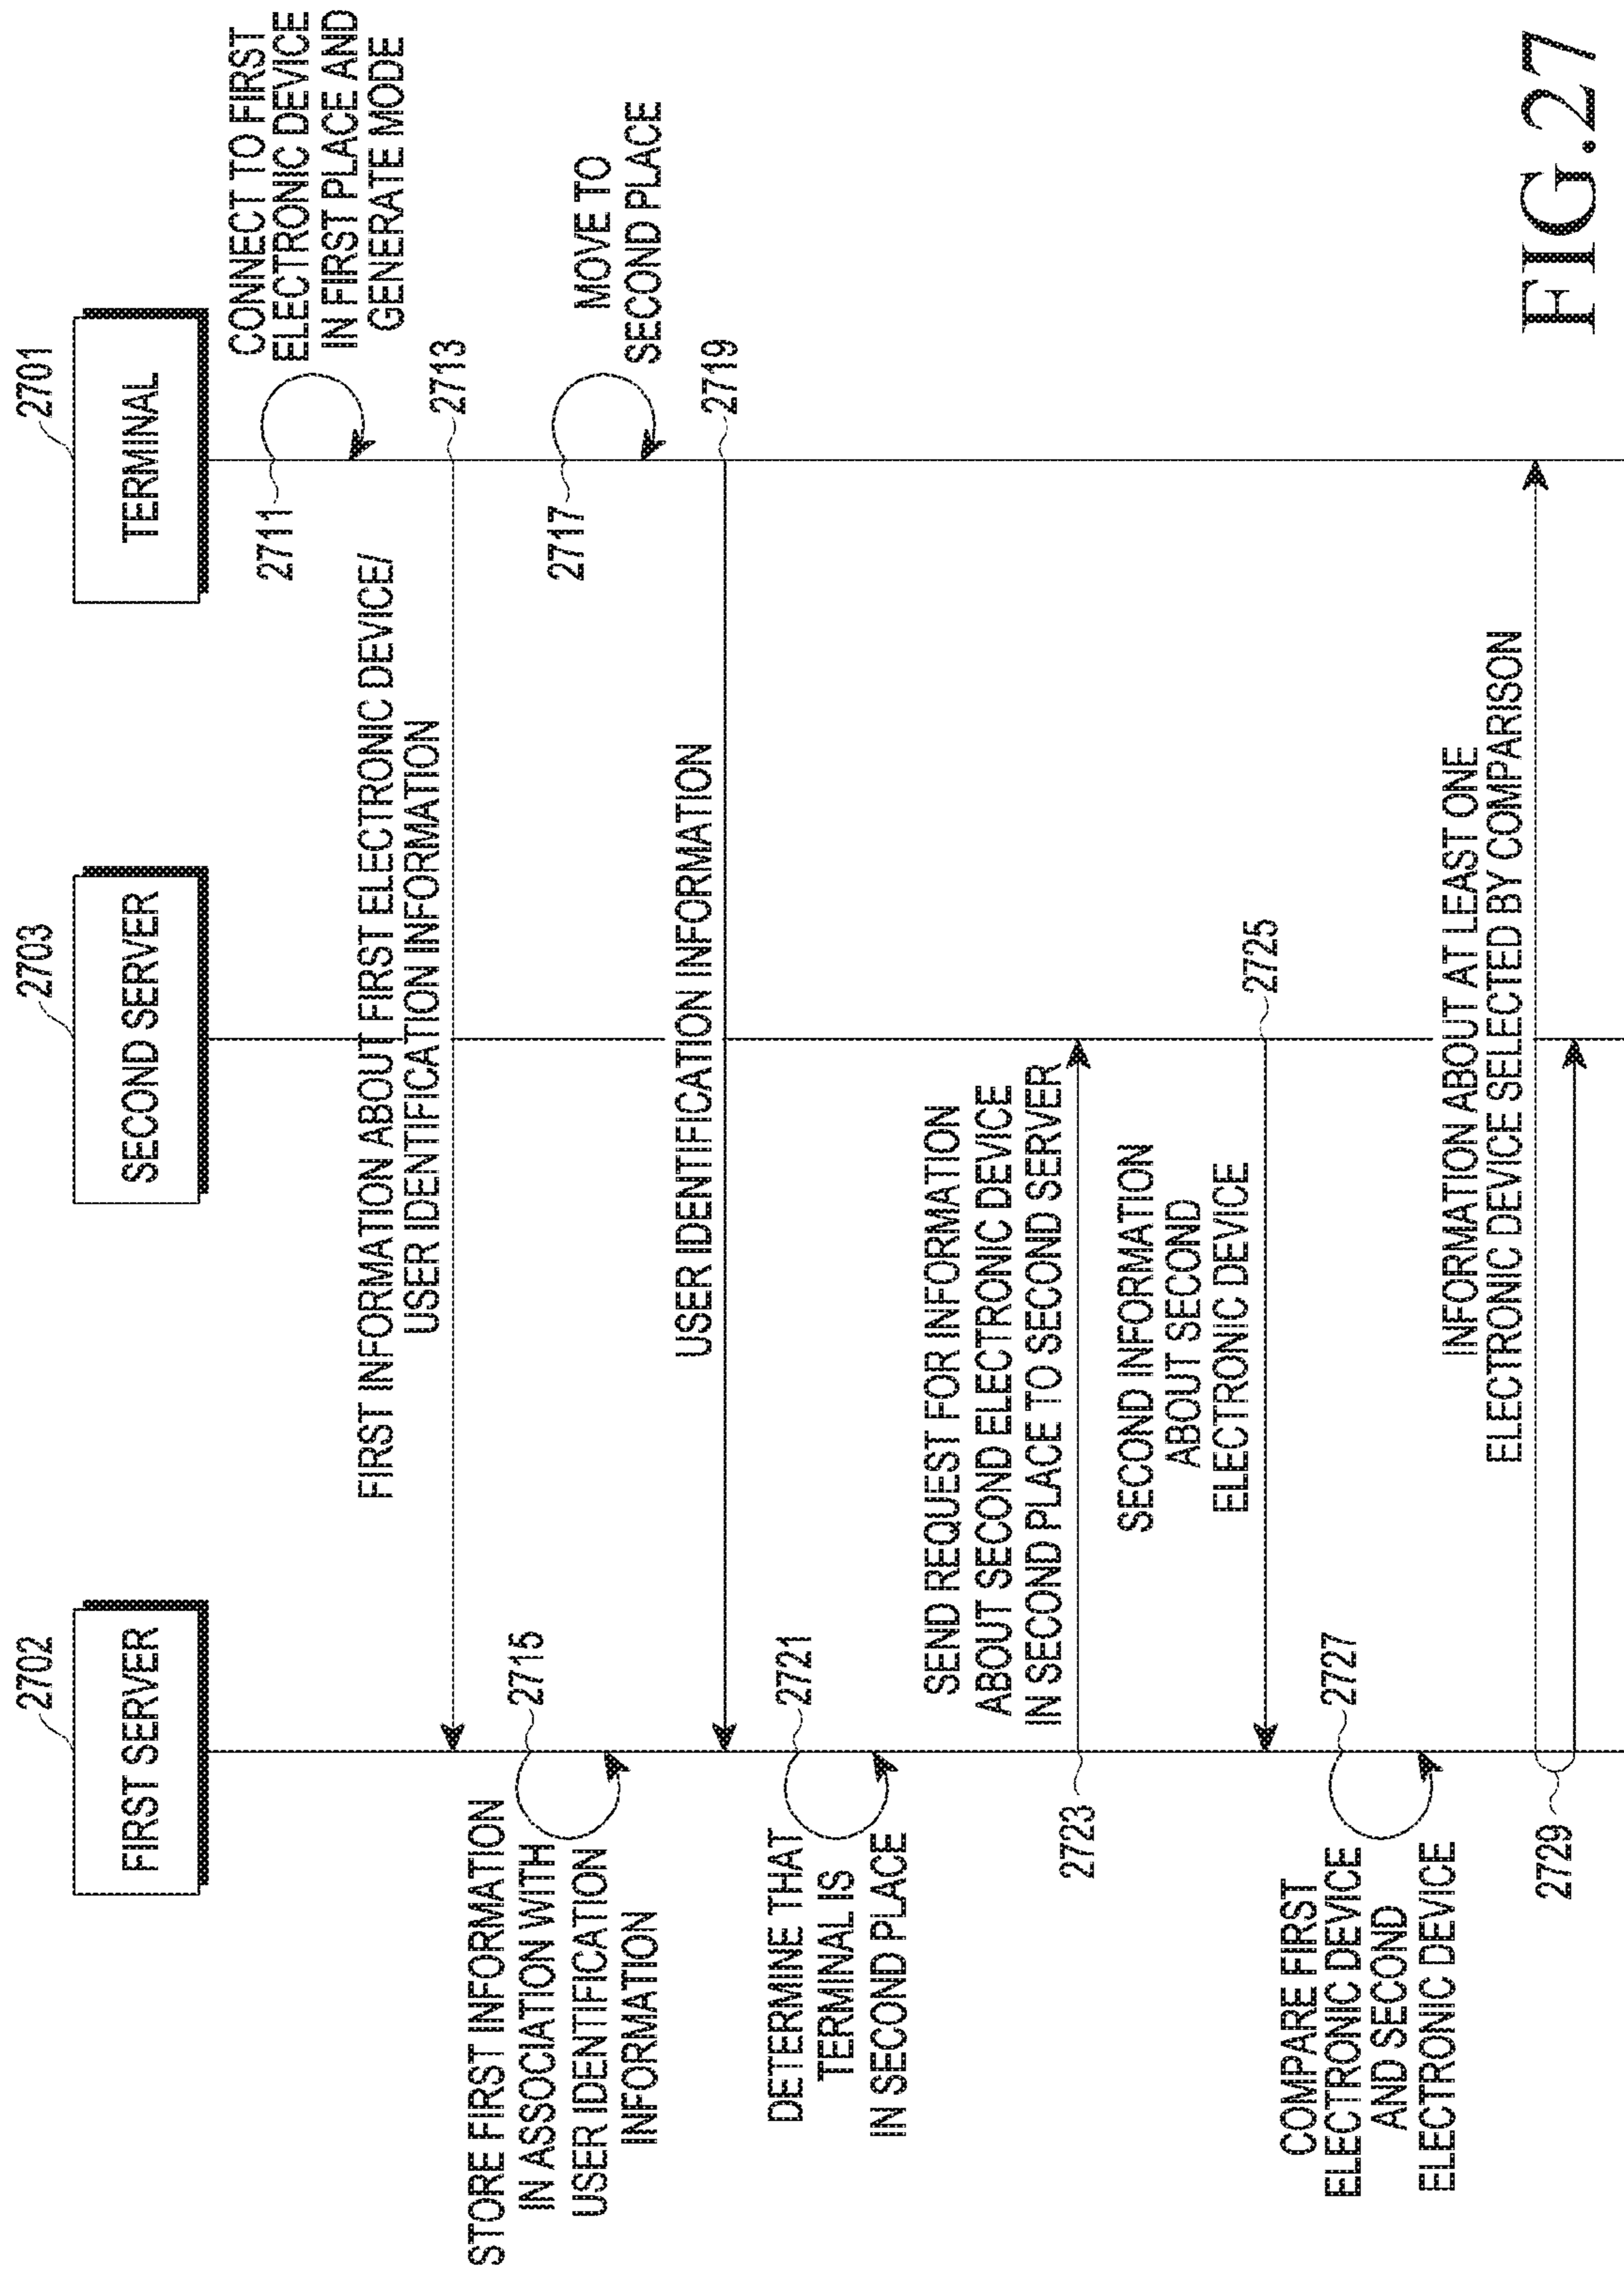 2702
FIRST SERVER
2703
SECOND SERVER
2701
TERMINAL
2711
CONNECT TO FIRST
ELECTRONIC DEVICE
IN FIRST PLACE AND
GENERATE MODE
FIRST INFORMATION ABOUT FIRST ELECTRONIC DEVICE/
USER IDENTIFICATION INFORMATION
2713
STORE FIRST INFORMATION
IN ASSOCIATION WITH
USER IDENTIFICATION
INFORMATION
2715
2717
MOVE TO
SECOND PLACE
USER IDENTIFICATION INFORMATION
2719
DETERMINE THAT
TERMINAL IS
IN SECOND PLACE
2721
SEND REQUEST FOR INFORMATION
ABOUT SECOND ELECTRONIC DEVICE
IN SECOND PLACE TO SECOND SERVER
2723
SECOND INFORMATION
ABOUT SECOND
ELECTRONIC DEVICE
2725
COMPARE FIRST
ELECTRONIC DEVICE
AND SECOND
ELECTRONIC DEVICE
2727
INFORMATION ABOUT AT LEAST ONE
ELECTRONIC DEVICE SELECTED BY COMPARISON
2729
FIG.27